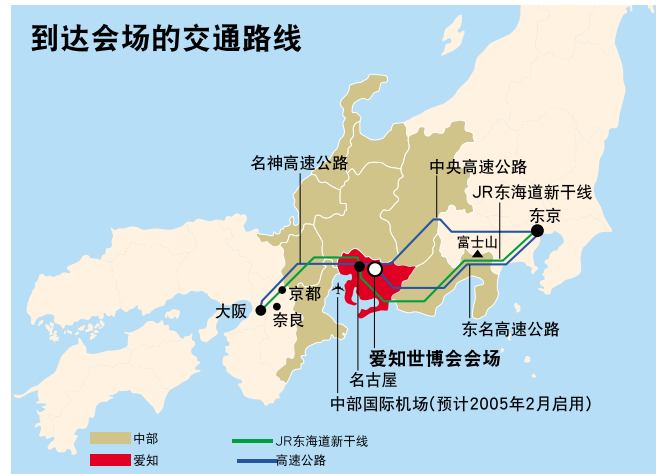 到达会场的交通路线
名神高速公路
中央高速公路
JR东海道新干线
东京
富士山
京都
大阪
奈良
东名高速公路
爱知世博会会场
名古屋
中部国际机场(预计2005年2月启用)
中部
JR东海道新干线
爱知
高速公路